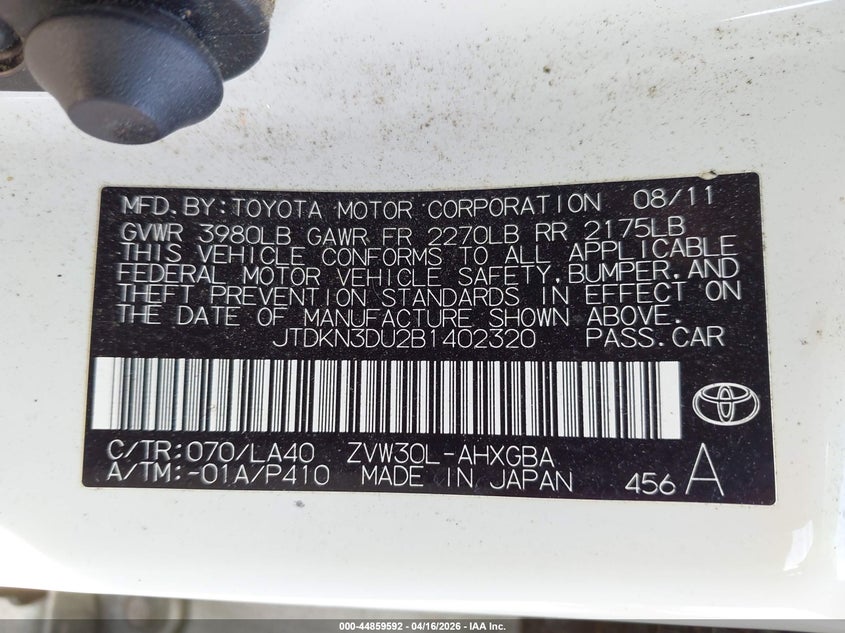 MFD.BY:TOYOTA MOTOR CORPORATION 08/11
GVWR 3980LB GAWR FR 2270LB RR 2175LB
THIS VEHICLE CONFORMS TO ALL APPLICABLE
FEDERAL MOTOR VEHICLE SAFETY,BUMPER,AND
THEFT PREVENTION STANDARDS IN EFFECT ON
THE DATE OF MANUFACTURE SHOWN ABOVE.
JTDKN3DU2B1402320 PASS.CAR
C/TR:070/LA40 ZVW30L-AHXGBA
A/TM:-01A/P410 MADE IN JAPAN 456 A
000-44859592 - 04/16/2026 - IAA Inc.